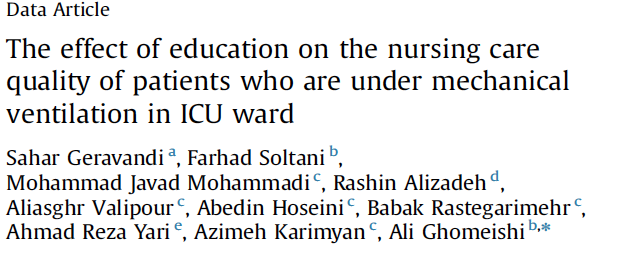 Data Article
The effect of education on the nursing care
quality of patients who are under mechanical
ventilation in ICU ward
Sahar Geravandi a, Farhad Soltani b,
Mohammad Javad Mohammadi c, Rashin Alizadeh d,
Aliasghr Valipour c, Abedin Hoseini c, Babak Rastegarimehr c,
Ahmad Reza Yari e, Azimeh Karimyan c, Ali Ghomeishi b,*